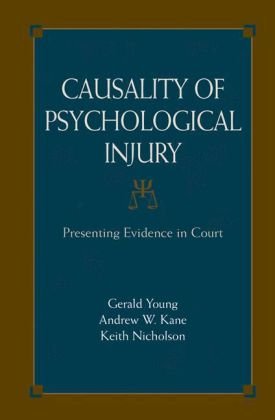 CAUSALITY OF
PSYCHOLOGICAL
INJURY
Presenting Evidence in Court
Gerald Young
Andrew W. Kane
Keith Nicholson